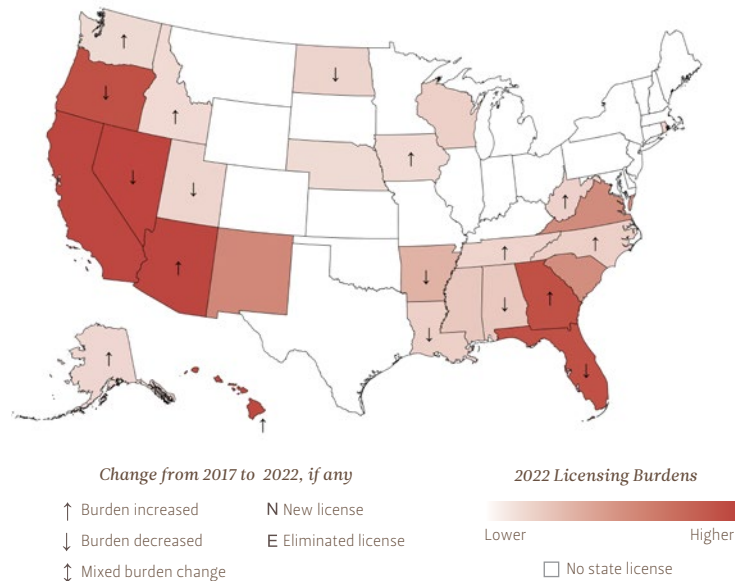 Change from 2017 to 2022, if any
↑ Burden increased
N New license
↓ Burden decreased
E Eliminated license
↕ Mixed burden change
2022 Licensing Burdens
Lower
Higher
No state license